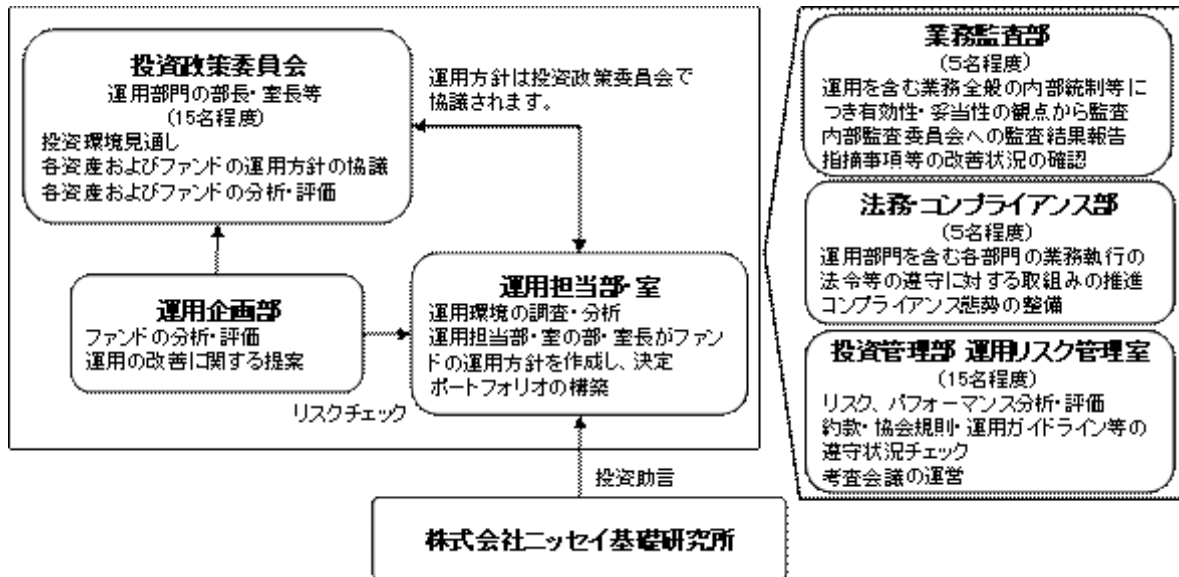 投資政策委員会
運用部門の部長・室長等
(15名程度)
投資環境見通し
各資産およびファンドの運用方針の協議
各資産およびファンドの分析・評価
運用方針は投資政策委員会で
協議されます。
運用企画部
ファンドの分析・評価
運用の改善に関する提案
リスクチェック
運用担当部・室
運用環境の調査・分析
運用担当部・室の部・室長がファン
ドの運用方針を作成し、決定
ポートフォリオの構築
投資助言
株式会社ニッセイ基礎研究所
業務監査部
(5名程度)
運用を含む業務全般の内部統制等に
つき有効性・妥当性の観点から監査
内部監査委員会への監査結果報告
指摘事項等の改善状況の確認
法務・コンプライアンス部
(5名程度)
運用部門を含む各部門の業務執行の
法令等の遵守に対する取組みの推進
コンプライアンス態勢の整備
投資管理部 運用リスク管理室
(15名程度)
リスク、パフォーマンス分析・評価
約款・協会規則・運用ガイドライン等の
遵守状況チェック
考査会議の運営